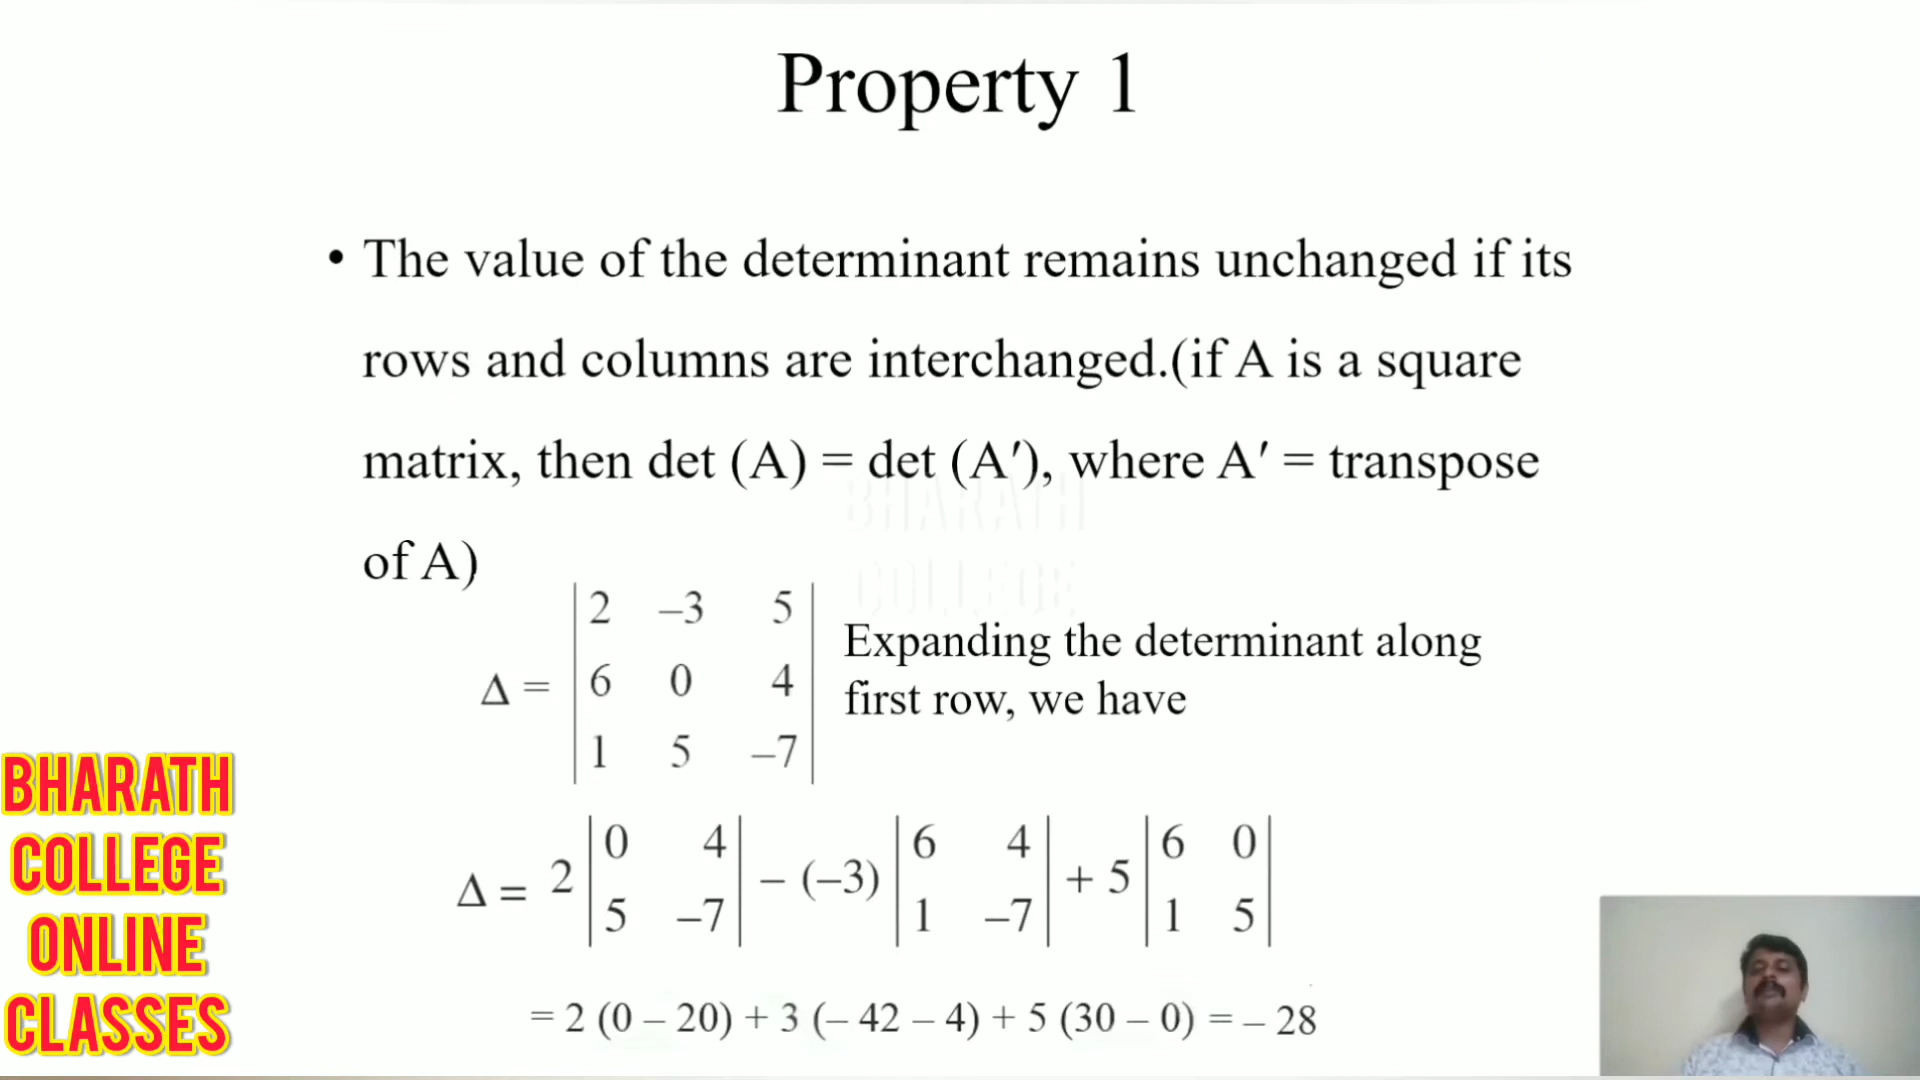 Property 1
• The value of the determinant remains unchanged if its
rows and columns are interchanged.(if A is a square
matrix, then det (A) = det (A′), where A′ = transpose
of A)
BHARATH
COLLEGE
2 –3 5
Δ = 6 0 4
1 5 –7
Expanding the determinant along
first row, we have
Δ = 2 |0 4| – (–3) |6 4| + 5 |6 0|
|5 –7| |1 –7| |1 5|
= 2 (0 – 20) + 3 (– 42 – 4) + 5 (30 – 0) = – 28
BHARATH
COLLEGE
ONLINE
CLASSES